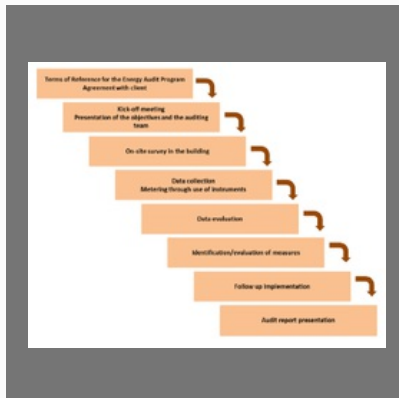 Terms of Reference for the Energy Audit Program
Agreement with client
Kick-off meeting
Presentation of the objectives and the auditing
team
On-site survey in the building
Data collection
Metering through use of instruments
Data evaluation
Identification/evaluation of measures
Follow up implementation
Audit report presentation